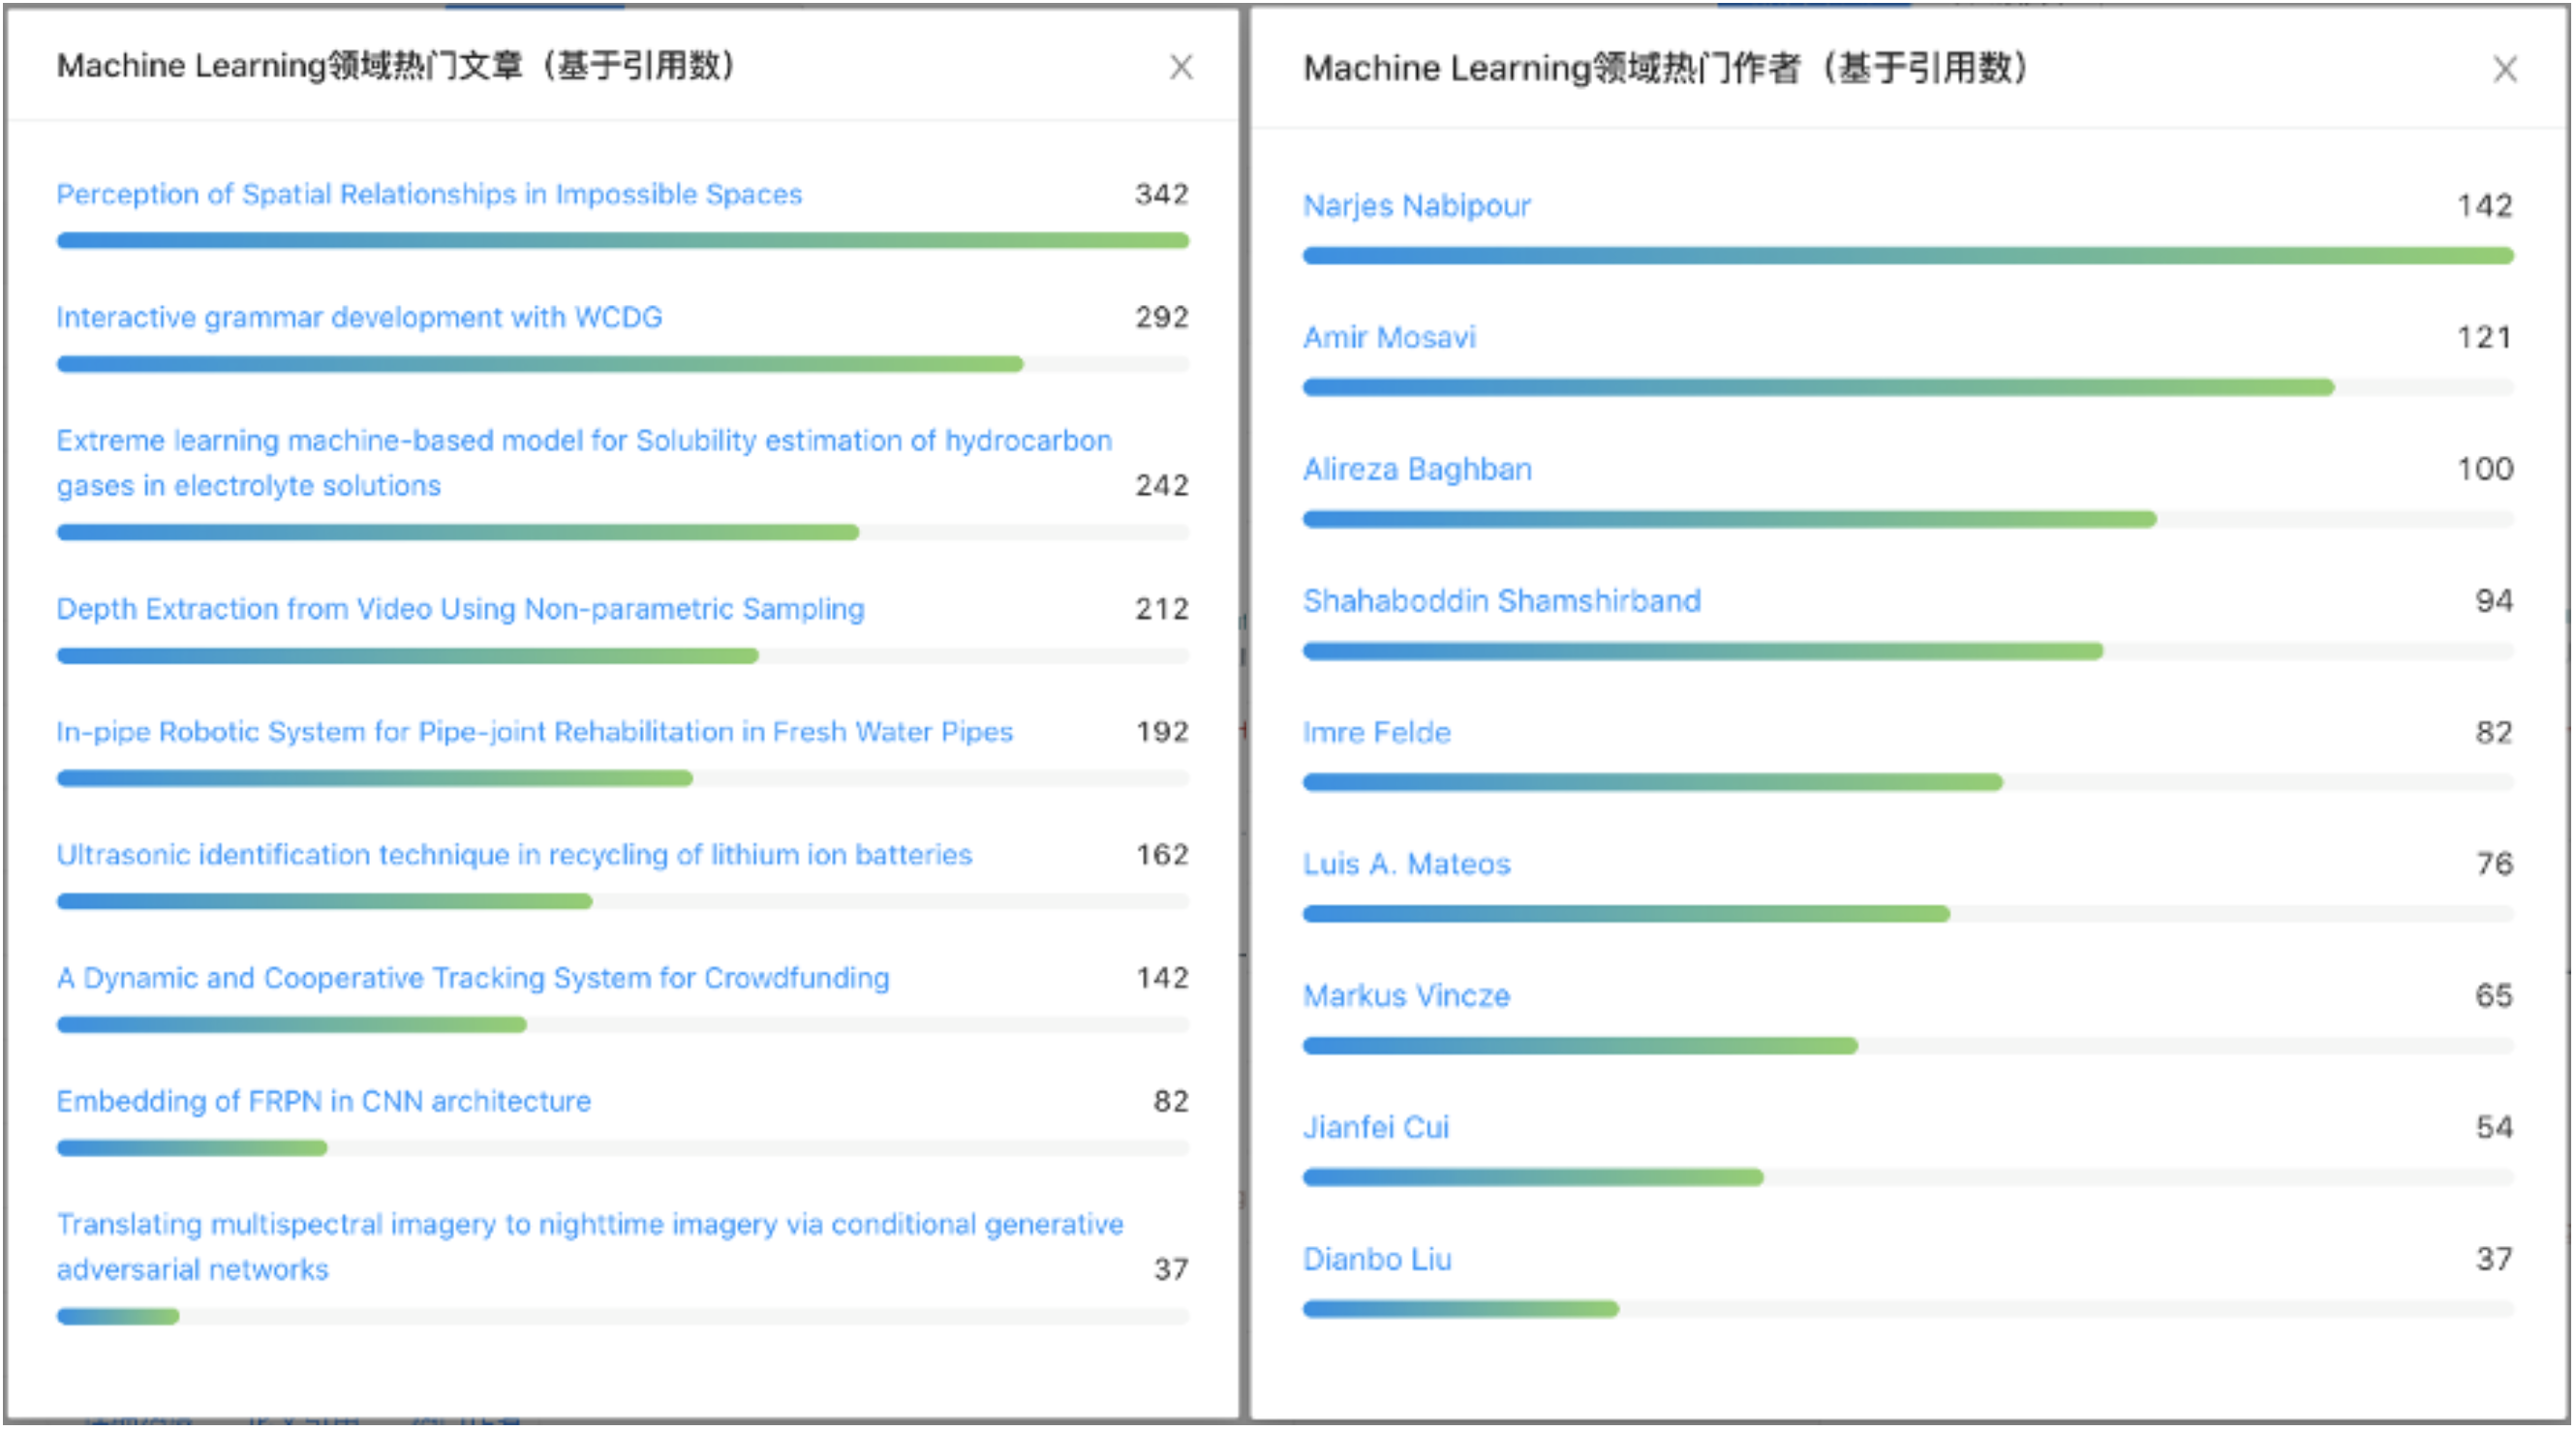 Machine Learning领域热门文章（基于引用数）
Perception of Spatial Relationships in Impossible Spaces 342
Interactive grammar development with WCDG 292
Extreme learning machine-based model for Solubility estimation of hydrocarbon
gases in electrolyte solutions 242
Depth Extraction from Video Using Non-parametric Sampling 212
In-pipe Robotic System for Pipe-joint Rehabilitation in Fresh Water Pipes 192
Ultrasonic identification technique in recycling of lithium ion batteries 162
A Dynamic and Cooperative Tracking System for Crowdfunding 142
Embedding of FRPN in CNN architecture 82
Translating multispectral imagery to nighttime imagery via conditional generative
adversarial networks 37
Machine Learning领域热门作者（基于引用数）
Narjes Nabipour 142
Amir Mosavi 121
Alireza Baghban 100
Shahaboddin Shamshirband 94
Imre Felde 82
Luis A. Mateos 76
Markus Vincze 65
Jianfei Cui 54
Dianbo Liu 37